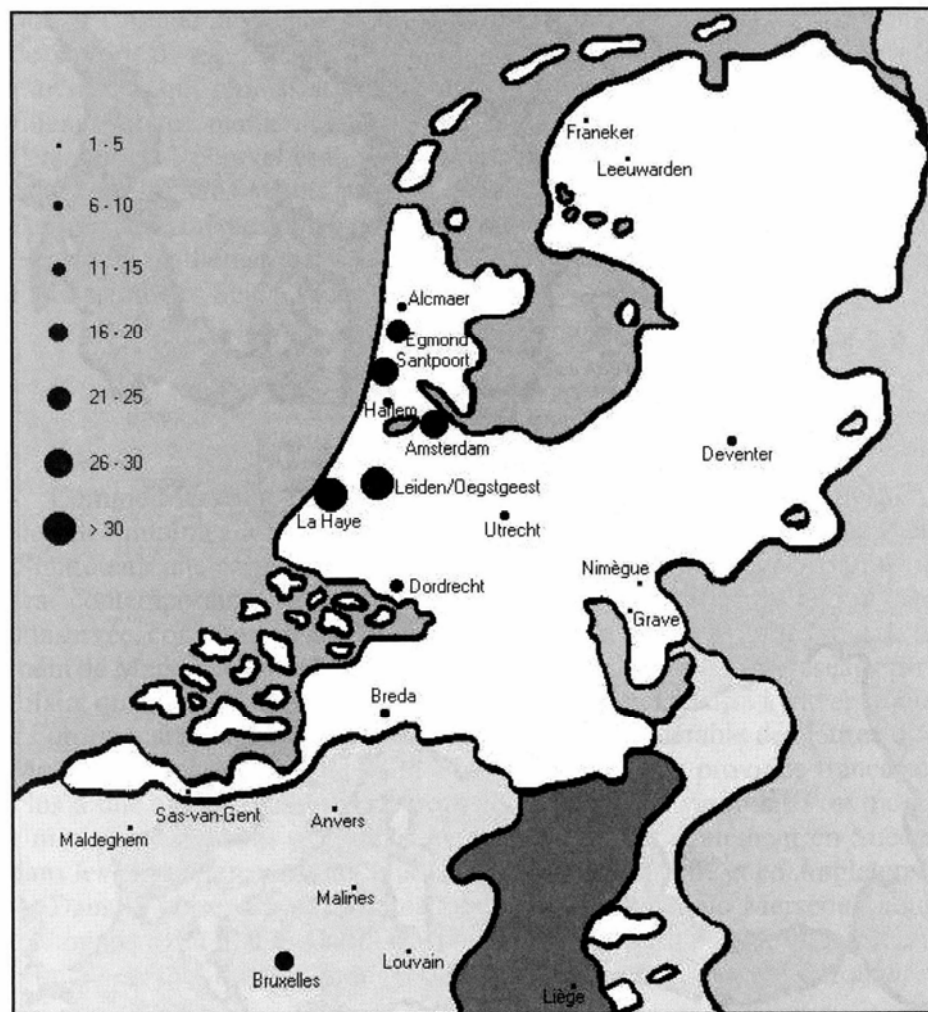 Franeker
1 - 5
Leeuwarden
6 - 10
11 - 15
Alcmaer
16 - 20
Egmond
Santpoort
21 - 25
Harlem
Amsterdam
Deventer
26 - 30
Leiden/Oegstgeest
La Haye
> 30
Utrecht
Nimègue
Dordrecht
Grave
Breda
Sas-van-Gent
Anvers
Maldeghem
Malines
Louvain
Bruxelles
Liège